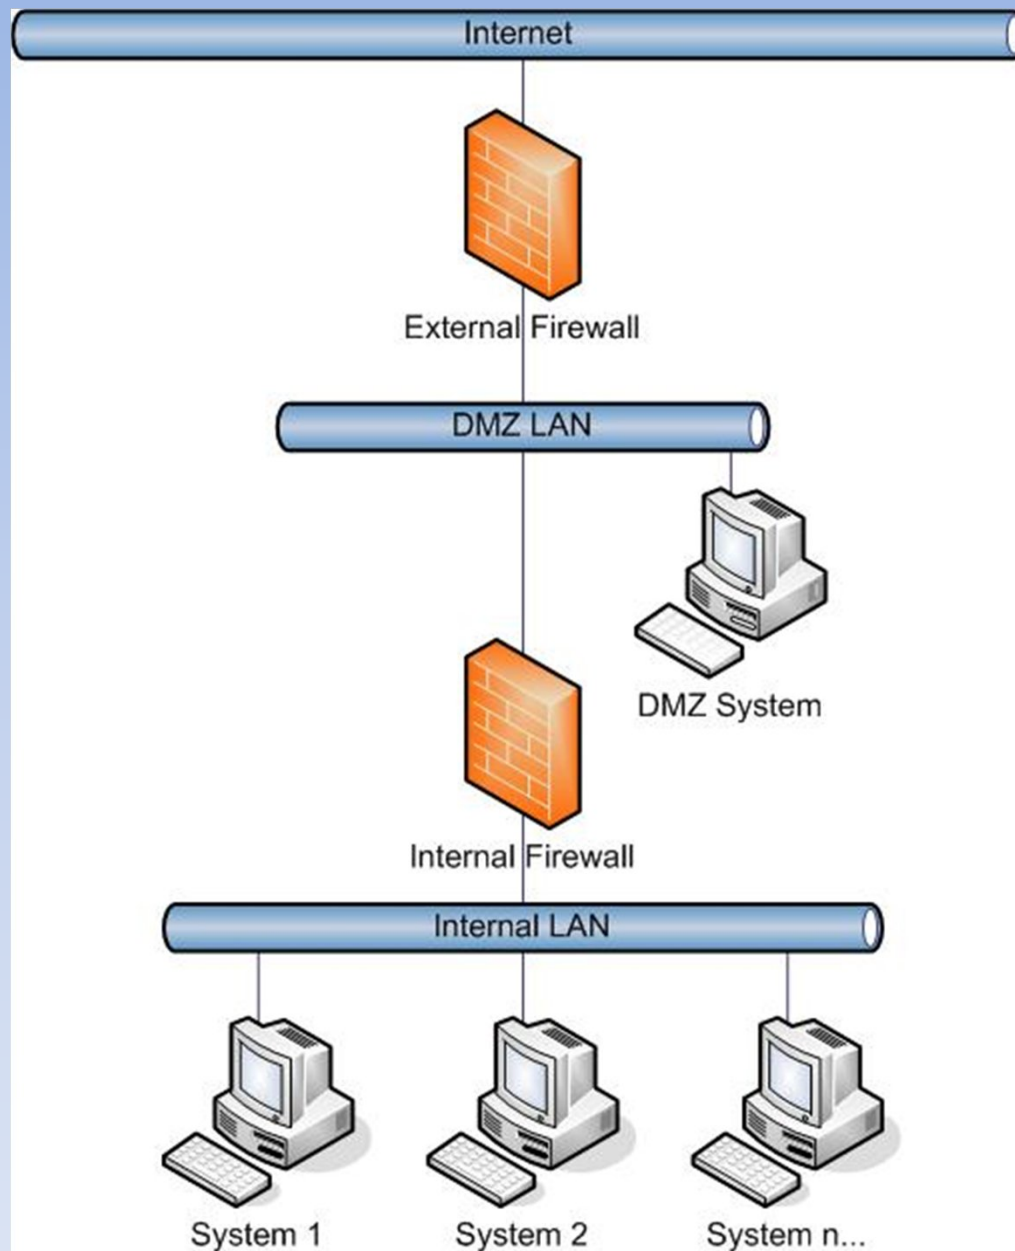 Internet
External Firewall
DMZ LAN
DMZ System
Internal Firewall
Internal LAN
System 1
System 2
System n...